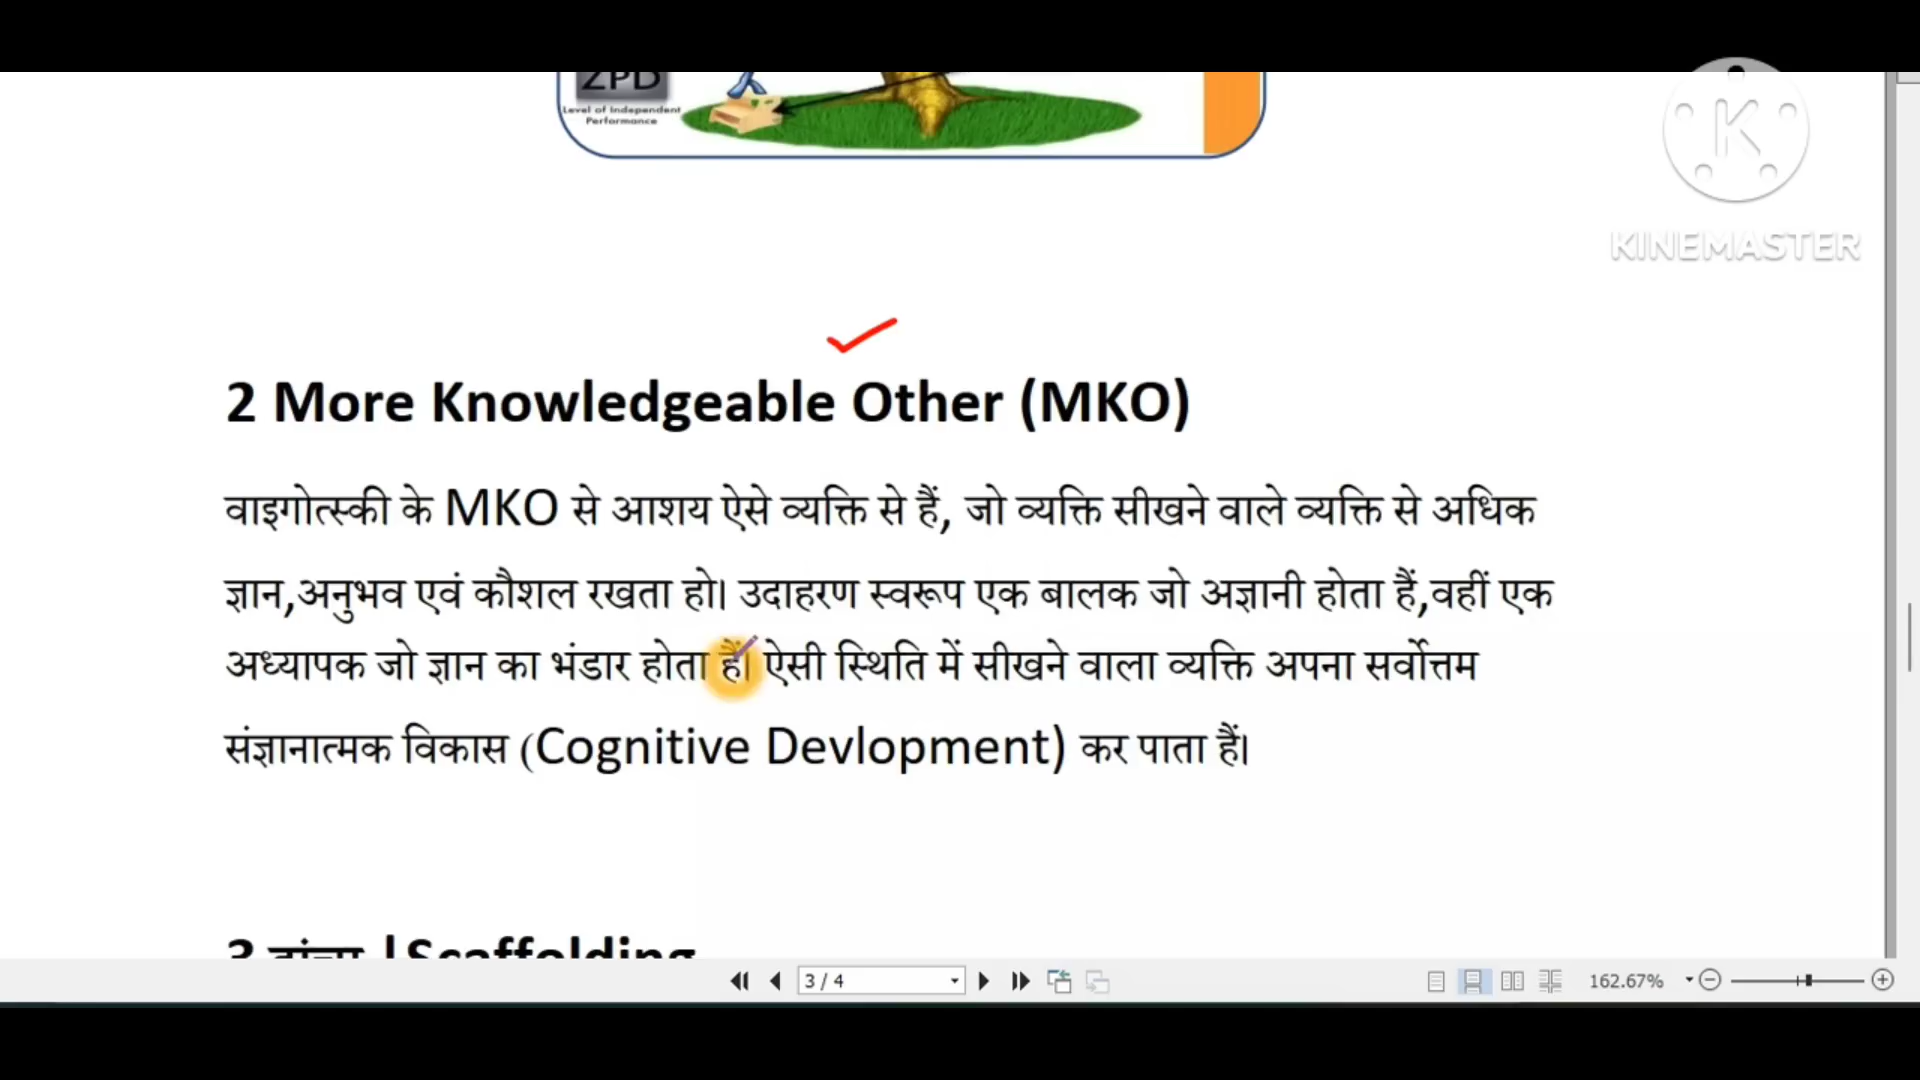 ZPD
Level of Independent
Performance
KINEMASTER
2 More Knowledgeable Other (MKO)
वाइगोत्स्की के MKO से आशय ऐसे व्यक्ति से हैं, जो व्यक्ति सीखने वाले व्यक्ति से अधिक
ज्ञान,अनुभव एवं कौशल रखता हो। उदाहरण स्वरूप एक बालक जो अज्ञानी होता हैं,वहीं एक
अध्यापक जो ज्ञान का भंडार होता हैं। ऐसी स्थिति में सीखने वाला व्यक्ति अपना सर्वोत्तम
संज्ञानात्मक विकास (Cognitive Devlopment) कर पाता हैं।
3 ढांचा |Scaffolding
3 / 4
162.67%